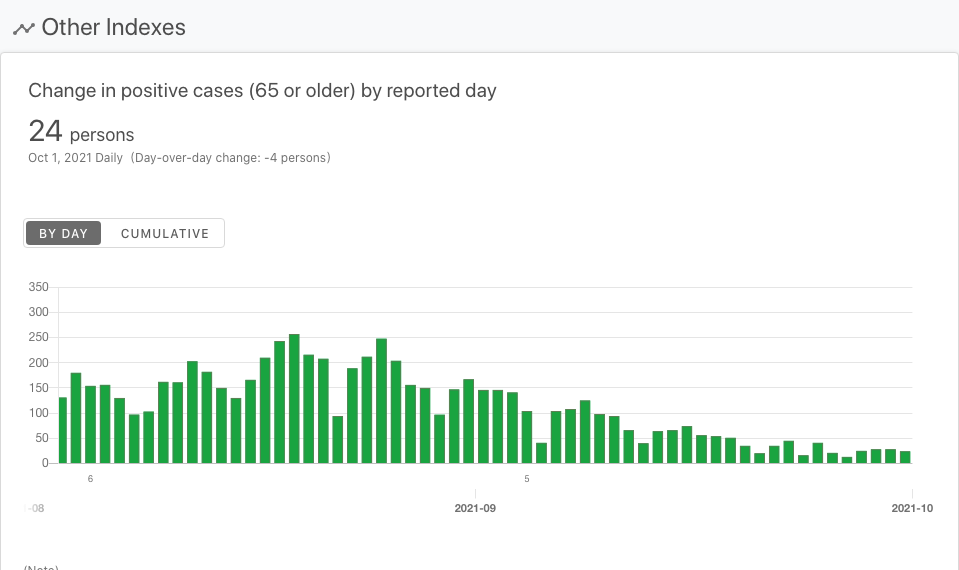 Other Indexes
Change in positive cases (65 or older) by reported day
24 persons
Oct 1, 2021 Daily (Day-over-day change: -4 persons)
BY DAY CUMULATIVE
350
300
250
200
150
100
50
0
6 5
-08 2021-09 2021-10
(Note)